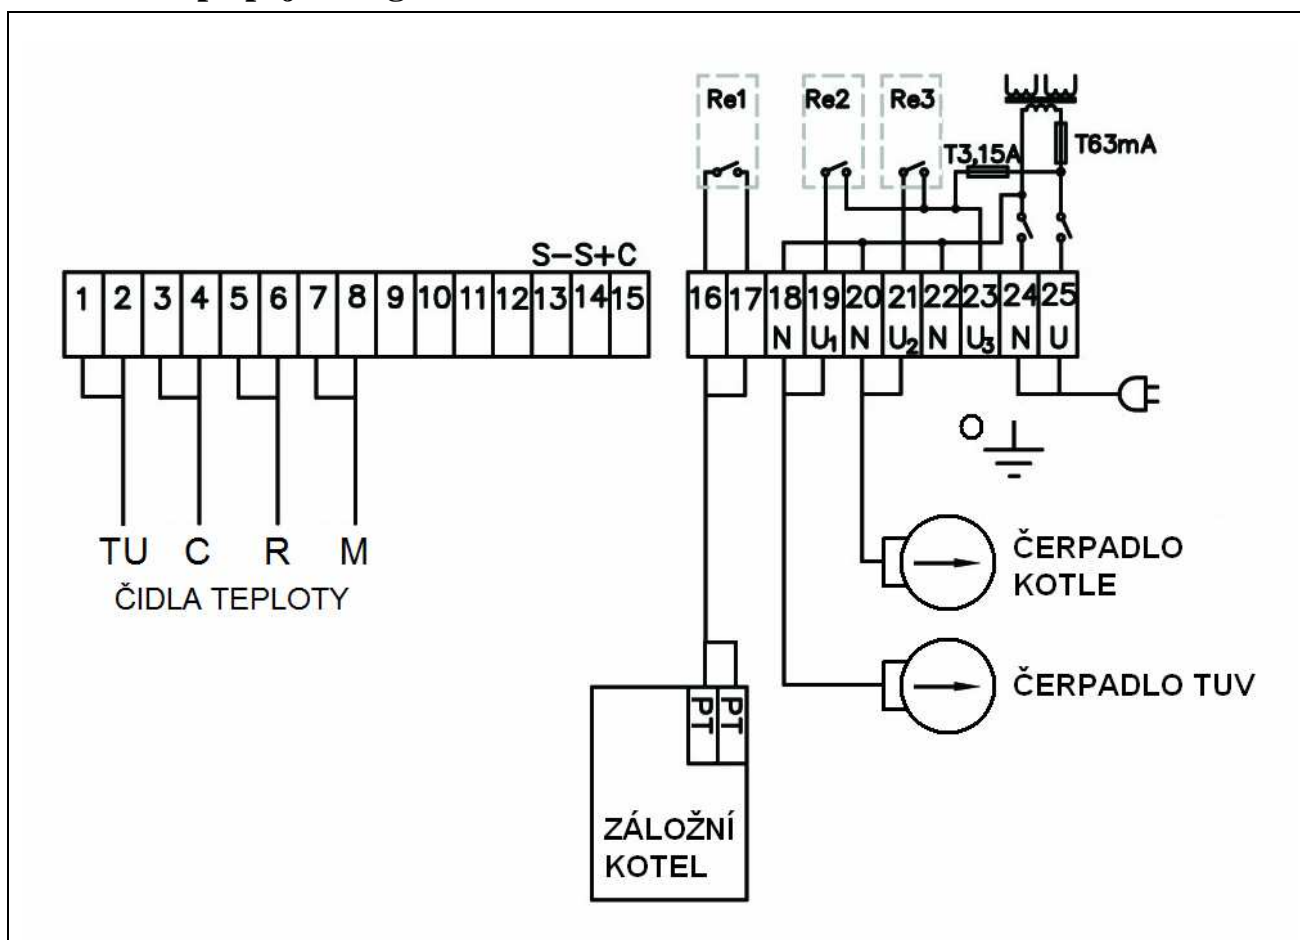 Re1 Re2 Re3
T3,15A T63mA
S-S+C
1 2 3 4 5 6 7 8 9 10 11 12 13 14 15
16 17 18 19 20 21 22 23 24 25
N U1 N U2 N U3 N U
TU C R M
ČIDLA TEPLOTY
ČERPADLO
KOTLE
ČERPADLO TUV
PT PT
ZÁLOŽNÍ
KOTEL